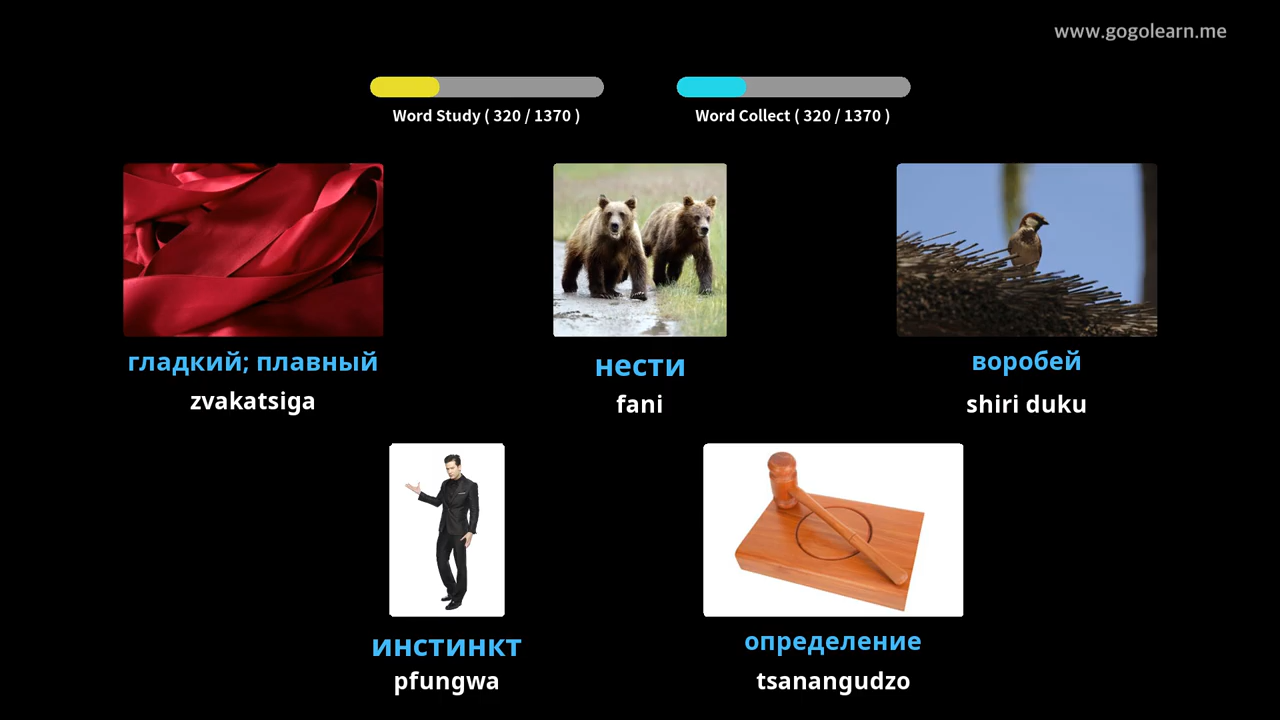 www.gogolearn.me
Word Study ( 320 / 1370 )
Word Collect ( 320 / 1370 )
гладкий; плавный
zvakatsiga
нести
fani
воробей
shiri duku
инстинкт
pfungwa
определение
tsanangudzo